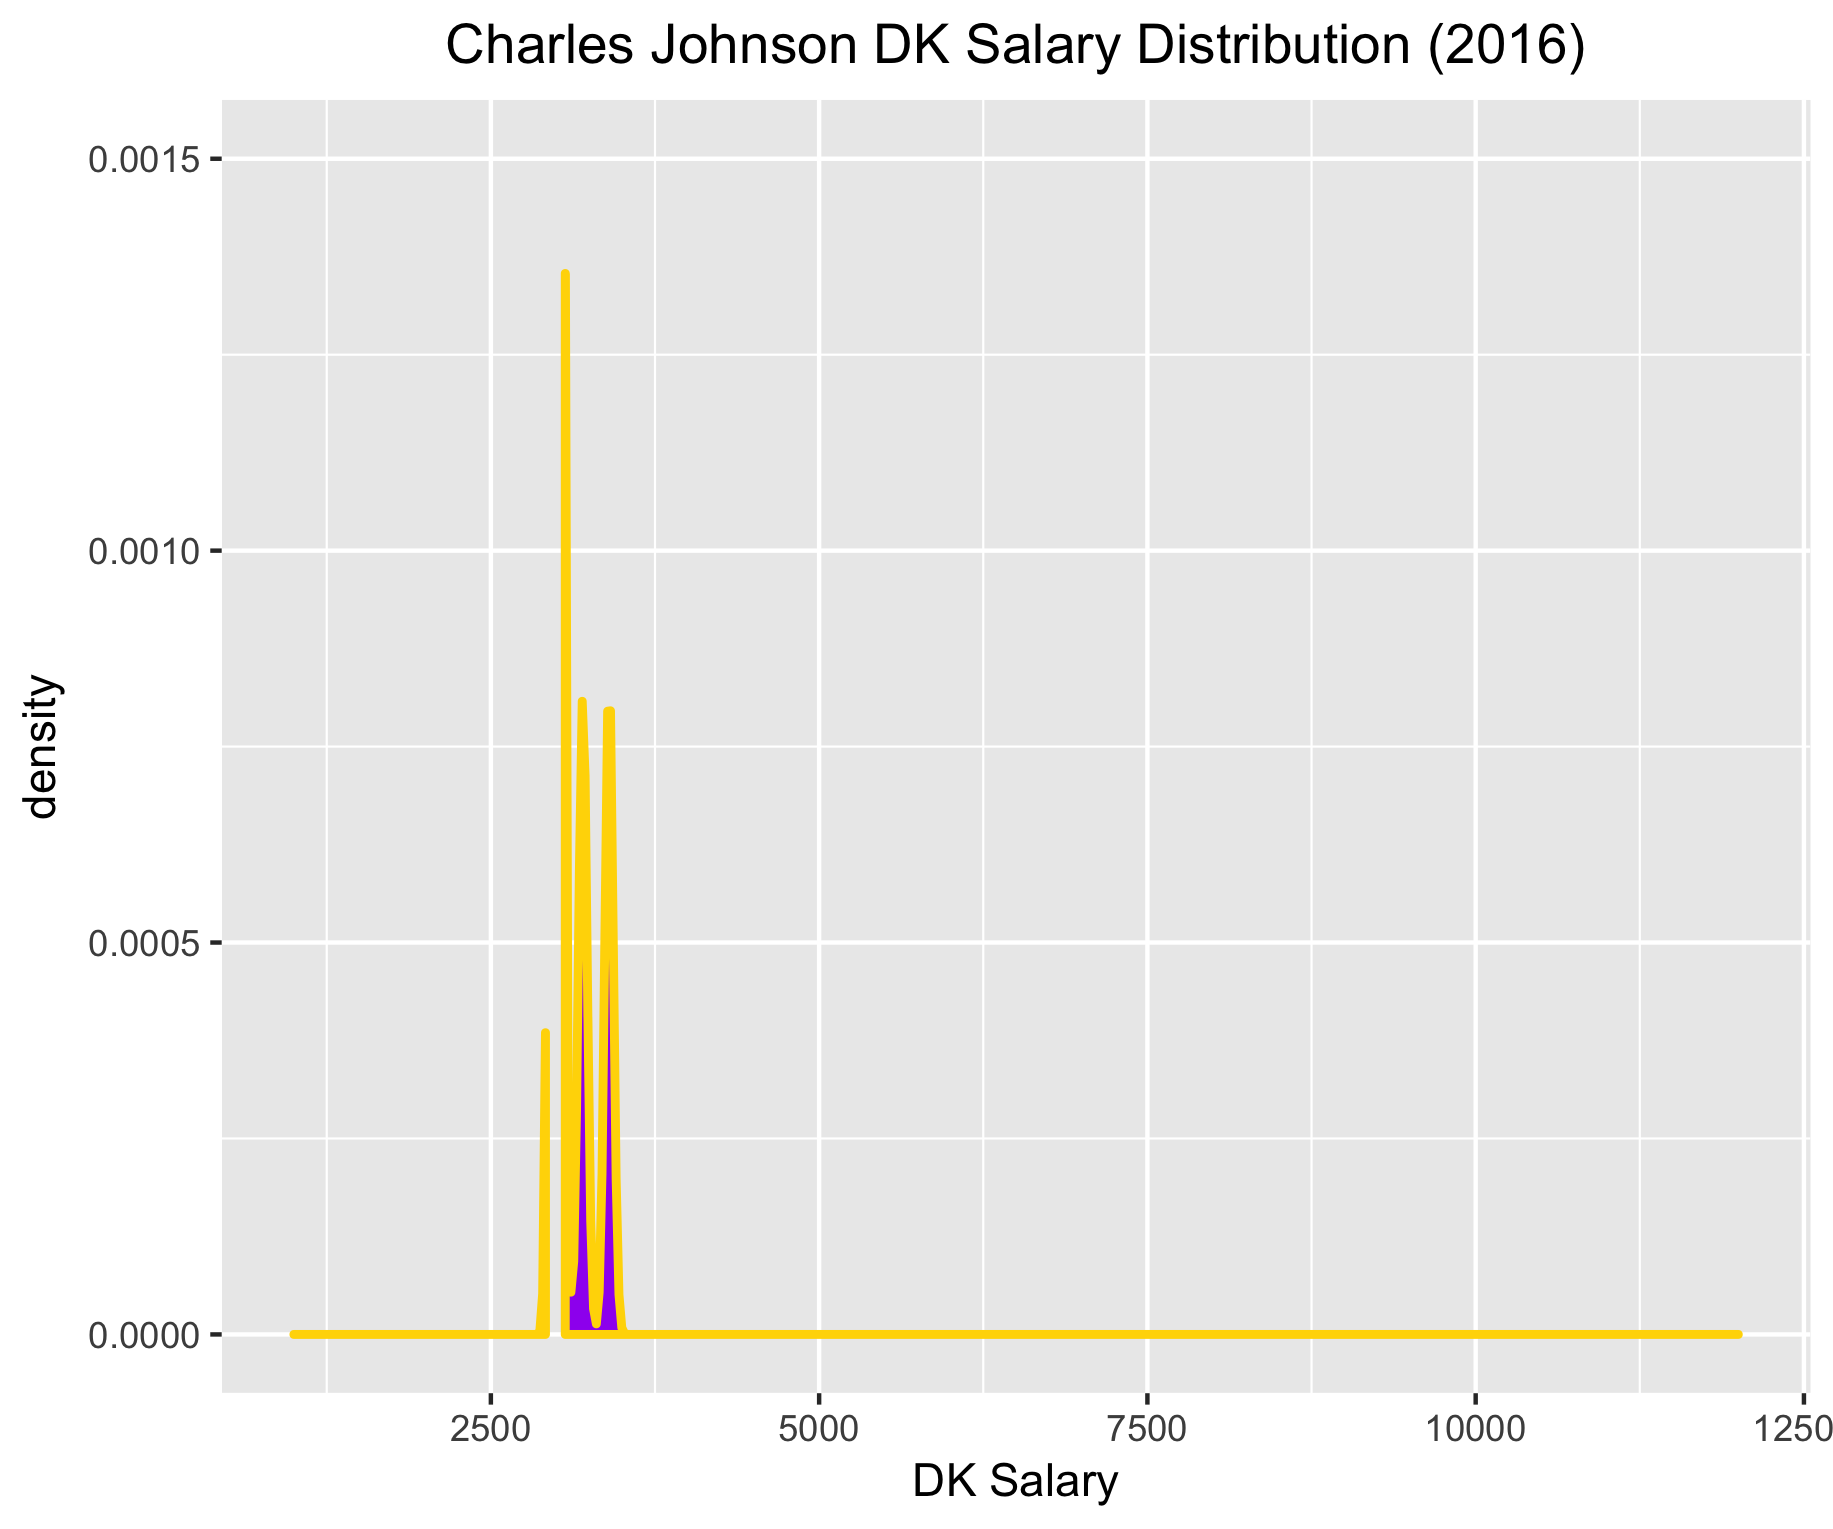 Charles Johnson DK Salary Distribution (2016)
0.0015
0.0010
0.0005
0.0000
density
2500 5000 7500 10000 1250
DK Salary